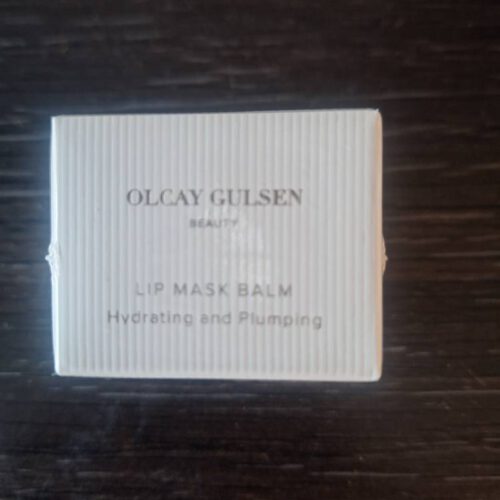 OLCAY GULSEN
BEAUTY
LIP MASK BALM
Hydrating and Plumping